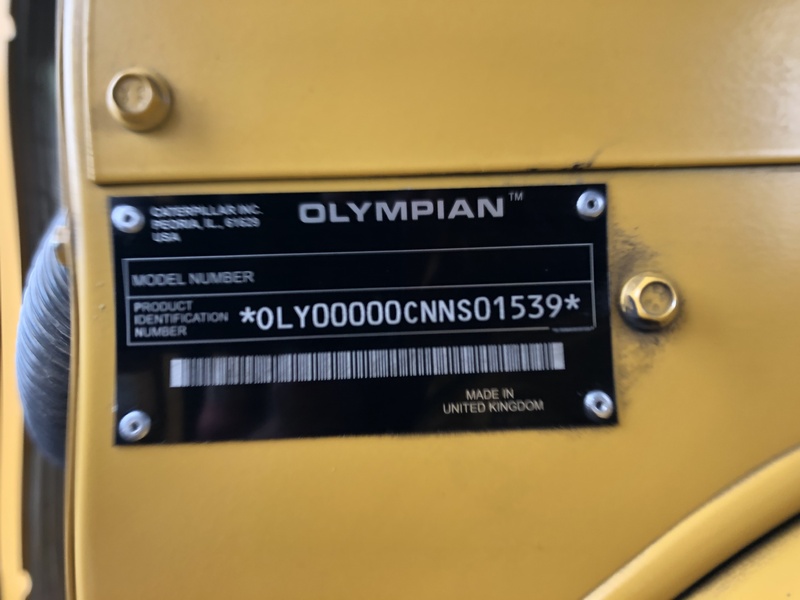 CATERPILLAR INC.
PEORIA, IL., 61629
USA
OLYMPIAN™
MODEL NUMBER
PRODUCT
IDENTIFICATION
NUMBER
*OLY00000CNNS01539*
MADE IN
UNITED KINGDOM